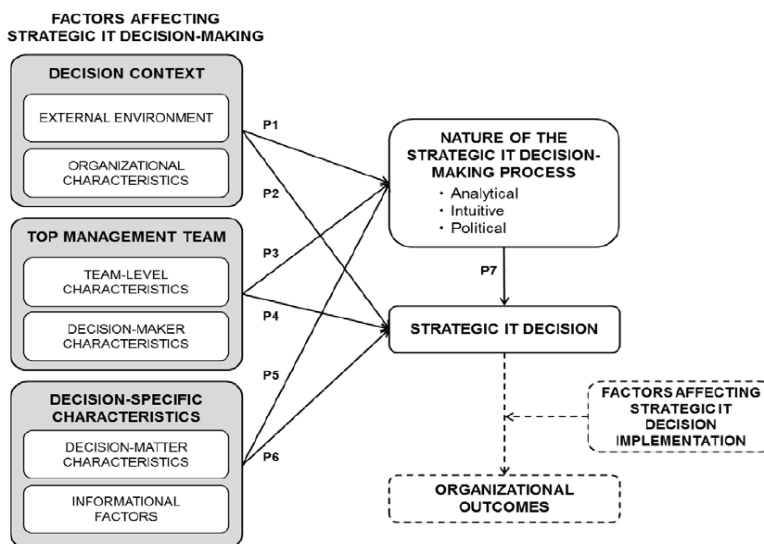 FACTORS AFFECTING
STRATEGIC IT DECISION-MAKING
DECISION CONTEXT
EXTERNAL ENVIRONMENT
ORGANIZATIONAL
CHARACTERISTICS
TOP MANAGEMENT TEAM
TEAM-LEVEL
CHARACTERISTICS
DECISION-MAKER
CHARACTERISTICS
DECISION-SPECIFIC
CHARACTERISTICS
DECISION-MATTER
CHARACTERISTICS
INFORMATIONAL
FACTORS
P1
P2
P3
P4
P5
P6
NATURE OF THE
STRATEGIC IT DECISION-
MAKING PROCESS
· Analytical
· Intuitive
· Political
P7
STRATEGIC IT DECISION
FACTORS AFFECTING
STRATEGIC IT
DECISION
IMPLEMENTATION
ORGANIZATIONAL
OUTCOMES